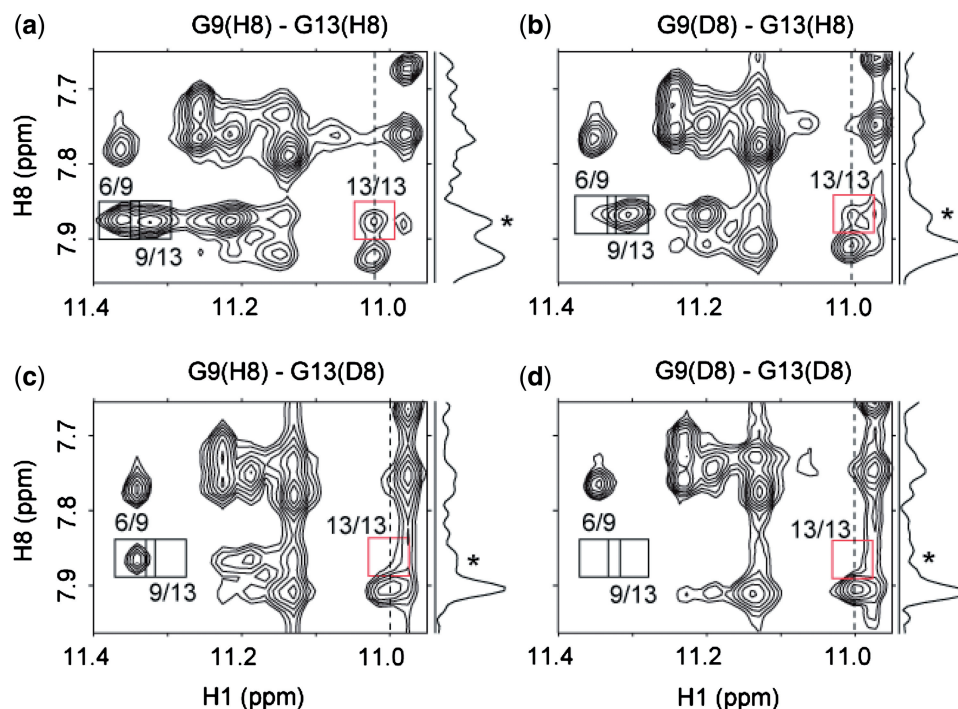 (a) G9(H8) - G13(H8)
7.7
7.8
7.9
H8 (ppm)
6/9
9/13
13/13
*
11.4 11.2 11.0
(b) G9(D8) - G13(H8)
6/9
9/13
13/13
*
11.4 11.2 11.0
(c) G9(H8) - G13(D8)
7.7
7.8
7.9
H8 (ppm)
6/9
9/13
13/13
*
11.4 11.2 11.0
H1 (ppm)
(d) G9(D8) - G13(D8)
6/9
9/13
13/13
*
11.4 11.2 11.0
H1 (ppm)